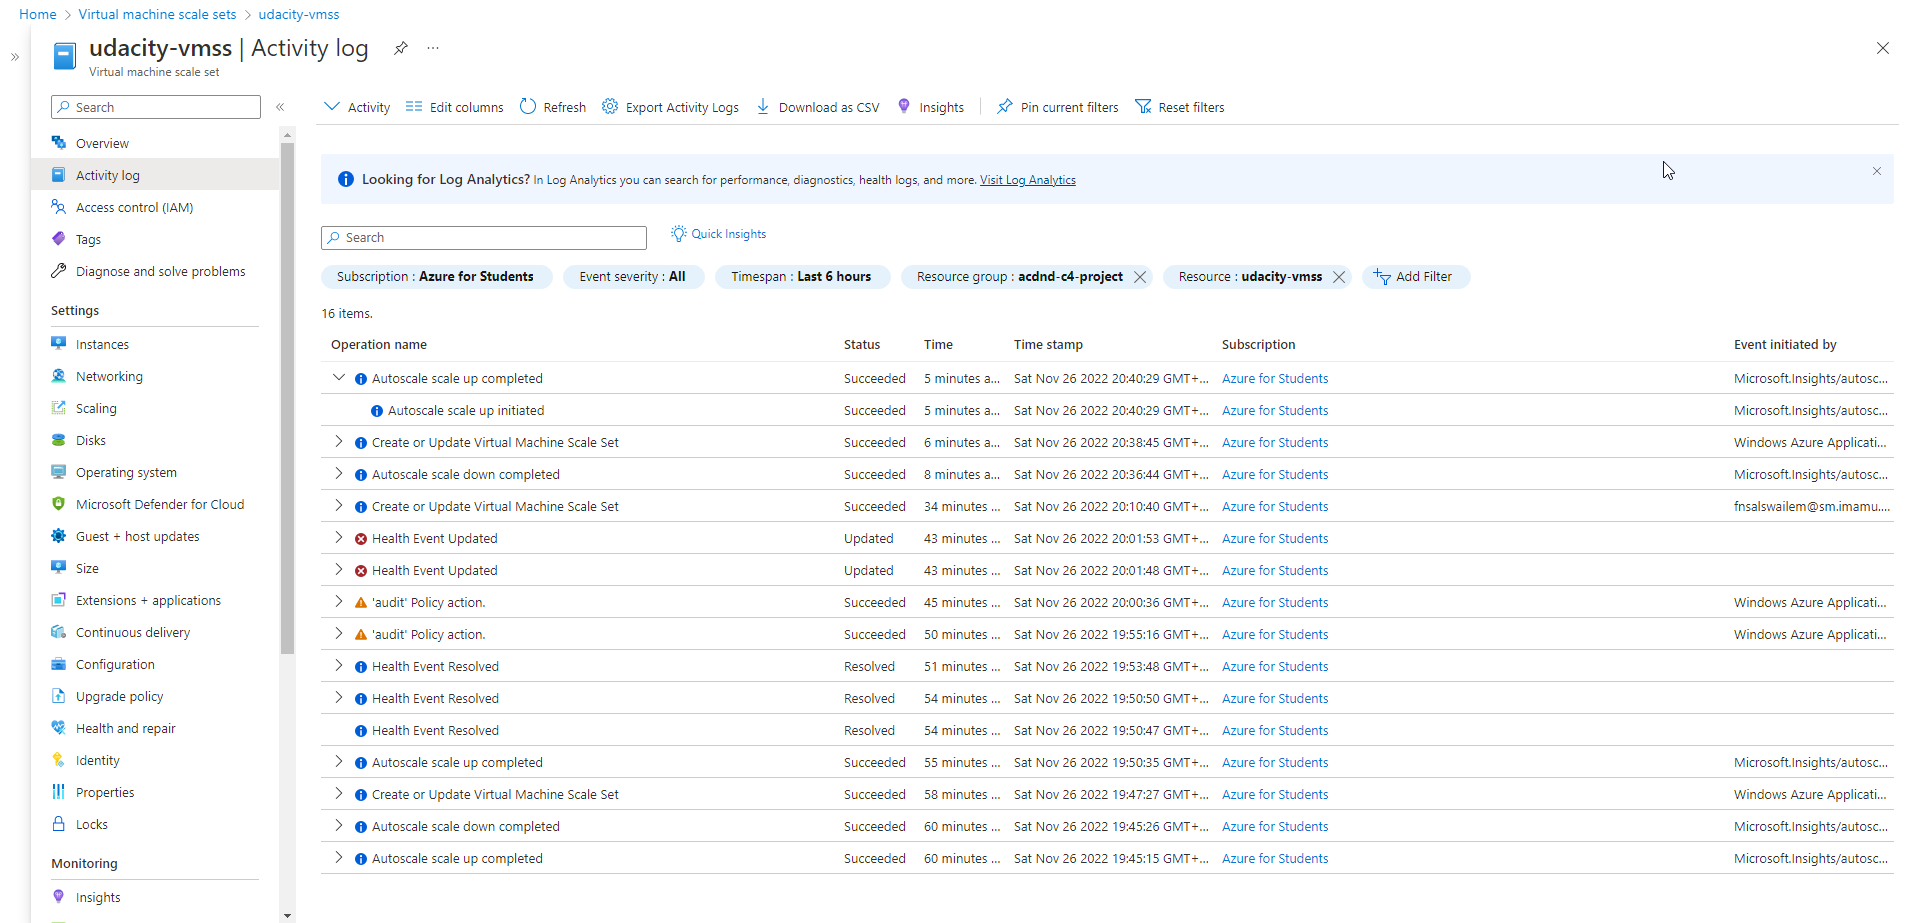 Home > Virtual machine scale sets > udacity-vmss
udacity-vmss | Activity log
Virtual machine scale set
Search
Overview
Activity log
Access control (IAM)
Tags
Diagnose and solve problems
Settings
Instances
Networking
Scaling
Disks
Operating system
Microsoft Defender for Cloud
Guest + host updates
Size
Extensions + applications
Continuous delivery
Configuration
Upgrade policy
Health and repair
Identity
Properties
Locks
Monitoring
Insights
Activity Edit columns Refresh Export Activity Logs Download as CSV Insights Pin current filters Reset filters
Looking for Log Analytics? In Log Analytics you can search for performance, diagnostics, health logs, and more. Visit Log Analytics
Search Quick Insights
Subscription : Azure for Students Event severity : All Timespan : Last 6 hours Resource group : acdnd-c4-project Resource : udacity-vmss Add Filter
16 items.
Operation name Status Time Time stamp Subscription Event initiated by
Autoscale scale up completed Succeeded 5 minutes a... Sat Nov 26 2022 20:40:29 GMT+... Azure for Students Microsoft.Insights/autosc...
Autoscale scale up initiated Succeeded 5 minutes a... Sat Nov 26 2022 20:40:29 GMT+... Azure for Students Microsoft.Insights/autosc...
Create or Update Virtual Machine Scale Set Succeeded 6 minutes a... Sat Nov 26 2022 20:38:45 GMT+... Azure for Students Windows Azure Applicati...
Autoscale scale down completed Succeeded 8 minutes a... Sat Nov 26 2022 20:36:44 GMT+... Azure for Students Microsoft.Insights/autosc...
Create or Update Virtual Machine Scale Set Succeeded 34 minutes ... Sat Nov 26 2022 20:10:40 GMT+... Azure for Students fnsalswailem@sm.imamu....
Health Event Updated Updated 43 minutes ... Sat Nov 26 2022 20:01:53 GMT+... Azure for Students
Health Event Updated Updated 43 minutes ... Sat Nov 26 2022 20:01:48 GMT+... Azure for Students
'audit' Policy action. Succeeded 45 minutes ... Sat Nov 26 2022 20:00:36 GMT+... Azure for Students Windows Azure Applicati...
'audit' Policy action. Succeeded 50 minutes ... Sat Nov 26 2022 19:55:16 GMT+... Azure for Students Windows Azure Applicati...
Health Event Resolved Resolved 51 minutes ... Sat Nov 26 2022 19:53:48 GMT+... Azure for Students
Health Event Resolved Resolved 54 minutes ... Sat Nov 26 2022 19:50:50 GMT+... Azure for Students
Health Event Resolved Resolved 54 minutes ... Sat Nov 26 2022 19:50:47 GMT+... Azure for Students
Autoscale scale up completed Succeeded 55 minutes ... Sat Nov 26 2022 19:50:35 GMT+... Azure for Students Microsoft.Insights/autosc...
Create or Update Virtual Machine Scale Set Succeeded 58 minutes ... Sat Nov 26 2022 19:47:27 GMT+... Azure for Students Windows Azure Applicati...
Autoscale scale down completed Succeeded 60 minutes ... Sat Nov 26 2022 19:45:26 GMT+... Azure for Students Microsoft.Insights/autosc...
Autoscale scale up completed Succeeded 60 minutes ... Sat Nov 26 2022 19:45:15 GMT+... Azure for Students Microsoft.Insights/autosc...